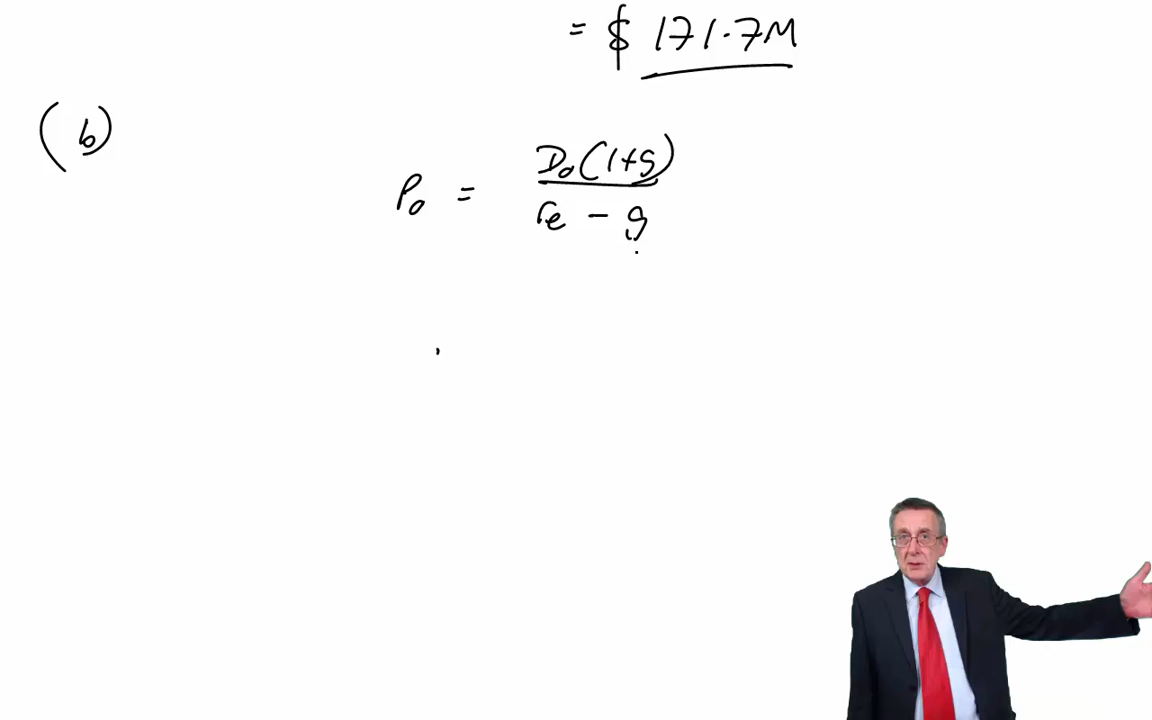 = $ 171.7M
(b)
P₀ = D₀(1+g) / re - g